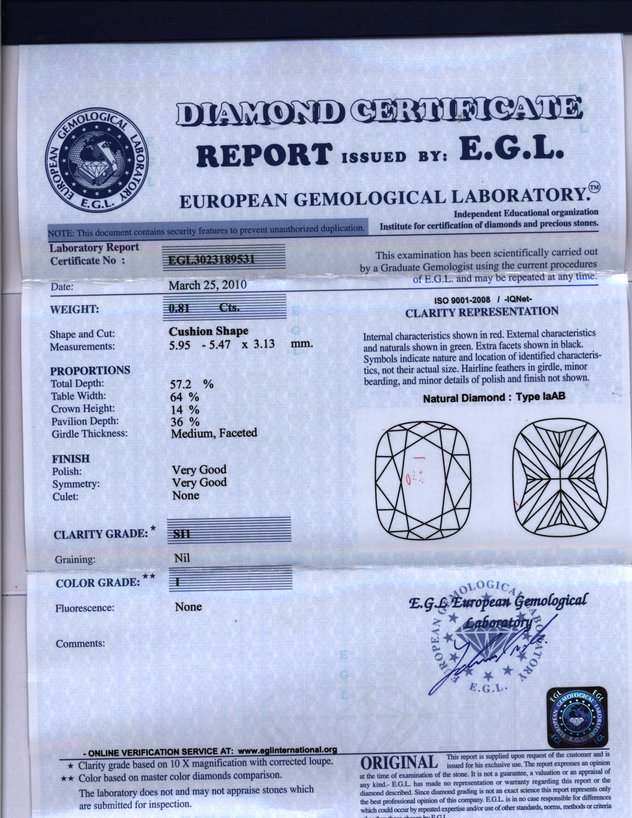 EUROPEAN GEMOLOGICAL LABORATORY
E.G.L.
DIAMOND CERTIFICATE
REPORT ISSUED BY: E.G.L.
EUROPEAN GEMOLOGICAL LABORATORY.™
Independent Educational organization
Institute for certification of diamonds and precious stones.
NOTE: This document contains security features to prevent unauthorized duplication.
Laboratory Report
Certificate No : EGL3023189531
Date: March 25, 2010
WEIGHT: 0.81 Cts.
Shape and Cut: Cushion Shape
Measurements: 5.95 - 5.47 x 3.13 mm.
PROPORTIONS
Total Depth: 57.2 %
Table Width: 64 %
Crown Height: 14 %
Pavilion Depth: 36 %
Girdle Thickness: Medium, Faceted
FINISH
Polish: Very Good
Symmetry: Very Good
Culet: None
CLARITY GRADE:* SI1
Graining: Nil
COLOR GRADE:** I
Fluorescence: None
Comments:
This examination has been scientifically carried out
by a Graduate Gemologist using the current procedures
of E.G.L. and may be repeated at any time.
ISO 9001-2008 / -IQNet-
CLARITY REPRESENTATION
Internal characteristics shown in red. External characteristics
and naturals shown in green. Extra facets shown in black.
Symbols indicate nature and location of identified characteris-
tics, not their actual size. Hairline feathers in girdle, minor
bearding, and minor details of polish and finish not shown.
Natural Diamond : Type IaAB
E.G.L European Gemological
Laboratory
EUROPEAN GEMOLOGICAL LABORATORY
E.G.L.
EGL EGL
- ONLINE VERIFICATION SERVICE AT: www.eglinternational.org
* Clarity grade based on 10 X magnification with corrected loupe.
** Color based on master color diamonds comparison.
The laboratory does not and may not appraise stones which
are submitted for inspection.
ORIGINAL This report is supplied upon request of the customer and is
issued for his exclusive use. The report expresses an opinion
at the time of examination of the stone. It is not a guarantee, a valuation or an appraisal of
any kind.- E.G.L. has made no representation or warranty regarding this report or the
diamond described. Since diamond grading is not an exact science this report represents only
the best professional opinion of this company. E.G.L. is in no case responsible for differences
which could occur by repeated expertise and/or use of other standards, norms, methods or criteria